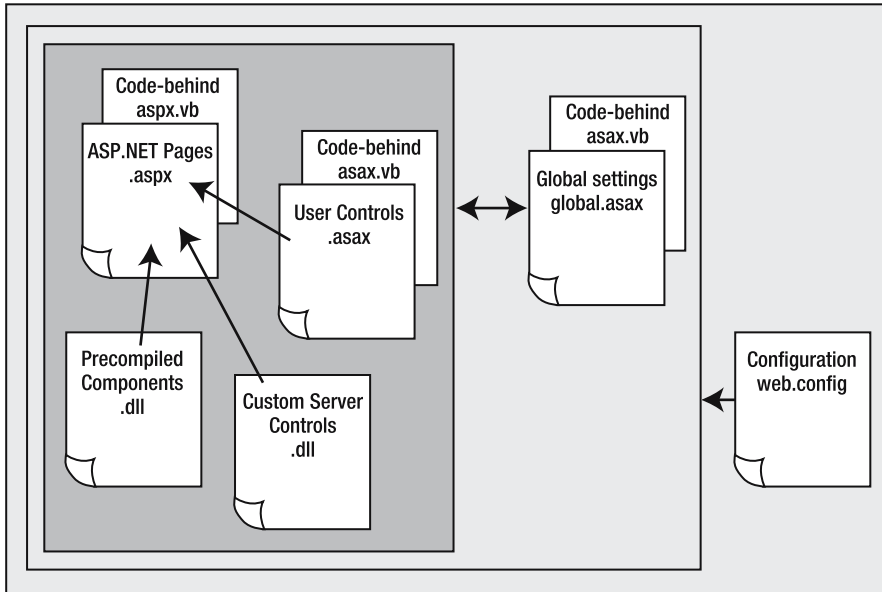 Code-behind
aspx.vb
ASP.NET Pages
.aspx
Code-behind
asax.vb
User Controls
.asax
Code-behind
asax.vb
Global settings
global.asax
Precompiled
Components
.dll
Custom Server
Controls
.dll
Configuration
web.config